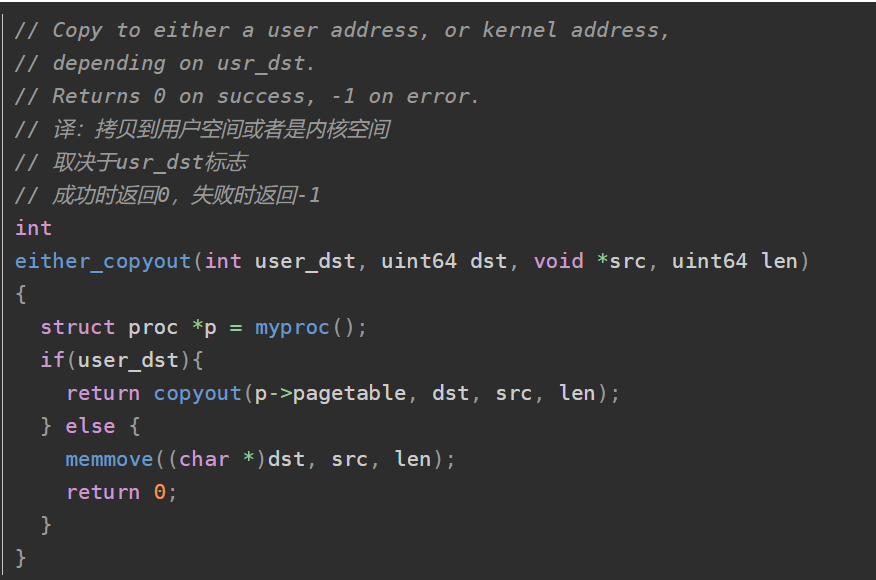 // Copy to either a user address, or kernel address,
// depending on usr_dst.
// Returns 0 on success, -1 on error.
// 译：拷贝到用户空间或者是内核空间
// 取决于usr_dst标志
// 成功时返回0，失败时返回-1
int
either_copyout(int user_dst, uint64 dst, void *src, uint64 len)
{
  struct proc *p = myproc();
  if(user_dst){
    return copyout(p->pagetable, dst, src, len);
  } else {
    memmove((char *)dst, src, len);
    return 0;
  }
}